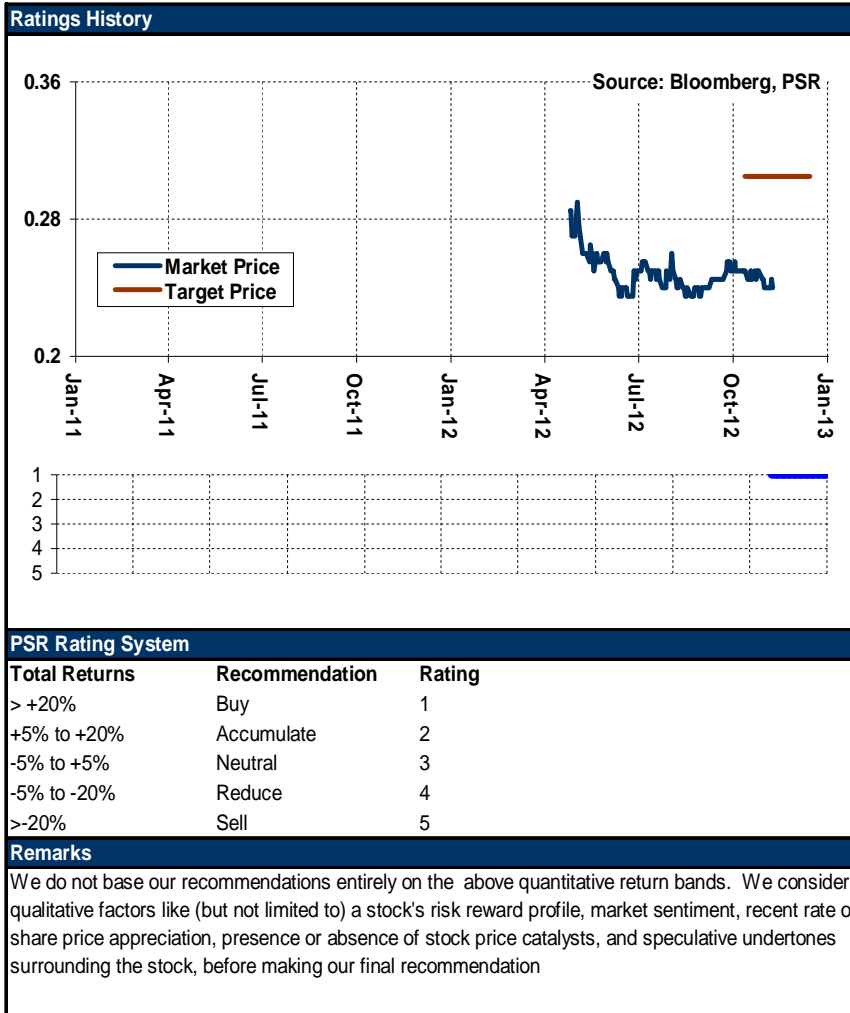 Ratings History
Source: Bloomberg, PSR
0.36
0.28
0.2
Market Price
Target Price
Jan-11
Apr-11
Jul-11
Oct-11
Jan-12
Apr-12
Jul-12
Oct-12
Jan-13
1
2
3
4
5
PSR Rating System
Total Returns Recommendation Rating
> +20% Buy 1
+5% to +20% Accumulate 2
-5% to +5% Neutral 3
-5% to -20% Reduce 4
>-20% Sell 5
Remarks
We do not base our recommendations entirely on the above quantitative return bands. We consider
qualitative factors like (but not limited to) a stock's risk reward profile, market sentiment, recent rate o
share price appreciation, presence or absence of stock price catalysts, and speculative undertones
surrounding the stock, before making our final recommendation